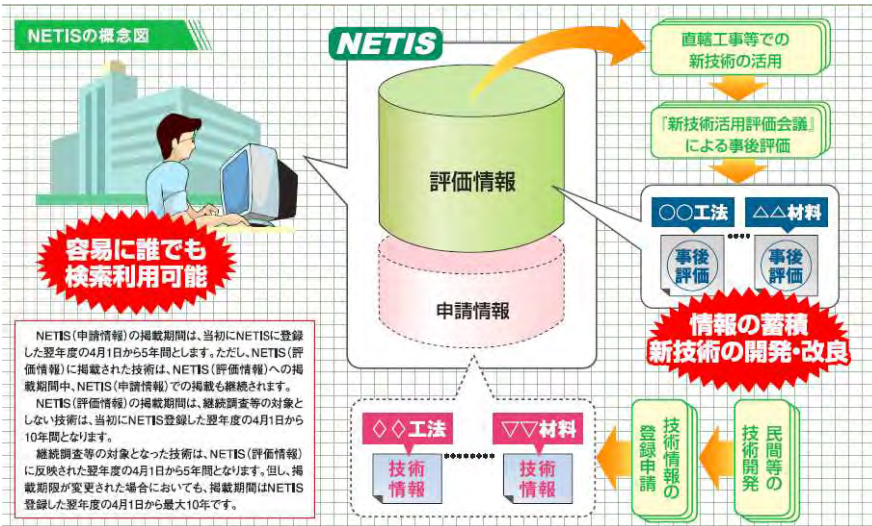 NETISの概念図
NETIS
評価情報
申請情報
直轄工事等での
新技術の活用
『新技術活用評価会議』
による事後評価
〇〇工法
△△材料
事後
評価
事後
評価
情報の蓄積
新技術の開発・改良
容易に誰でも
検索利用可能
NETIS(申請情報)の掲載期間は、当初にNETISに登録
した翌年度の4月1日から5年間とします。ただし、NETIS(評
価情報)に掲載された技術は、NETIS(評価情報)への掲
載期間中、NETIS(申請情報)での掲載も継続されます。
NETIS(評価情報)の掲載期間は、継続調査等の対象と
しない技術は、当初にNETIS登録した翌年度の4月1日から
10年間となります。
継続調査等の対象となった技術は、NETIS(評価情報)
に反映された翌年度の4月1日から5年間となります。但し、掲
載期限が変更された場合においても、掲載期間はNETIS
登録した翌年度の4月1日から最大10年です。
◇◇工法
▽▽材料
技術
情報
技術
情報
技術情報の
登録申請
民間等の
技術開発